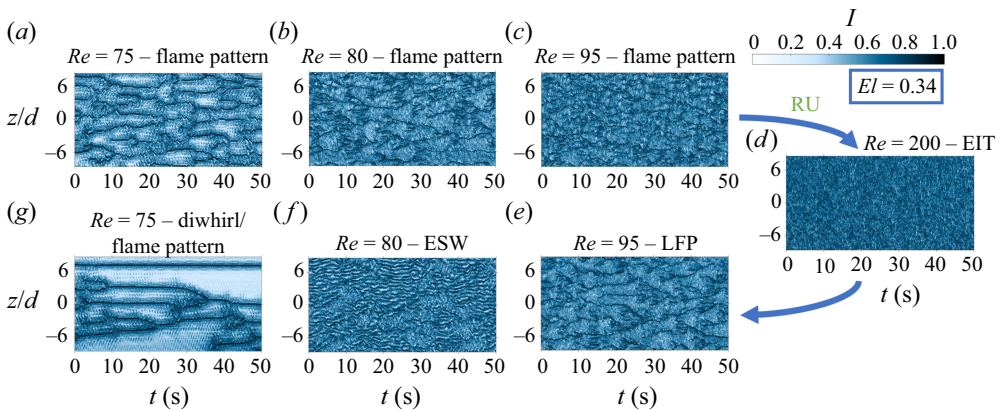 (a) (b) (c) I
Re = 75 – flame pattern Re = 80 – flame pattern Re = 95 – flame pattern
0 0.2 0.4 0.6 0.8 1.0
El = 0.34
6 6 6
z/d 0 0 0
–6 –6 –6
0 10 20 30 40 50 0 10 20 30 40 50 0 10 20 30 40 50
RU
(d) Re = 200 – EIT
6
0
–6
0 10 20 30 40 50
t (s)
(g) (f) (e)
Re = 75 – diwhirl/
flame pattern
Re = 80 – ESW Re = 95 – LFP
6 6 6
z/d 0 0 0
–6 –6 –6
0 10 20 30 40 50 0 10 20 30 40 50 0 10 20 30 40 50
t (s) t (s) t (s)